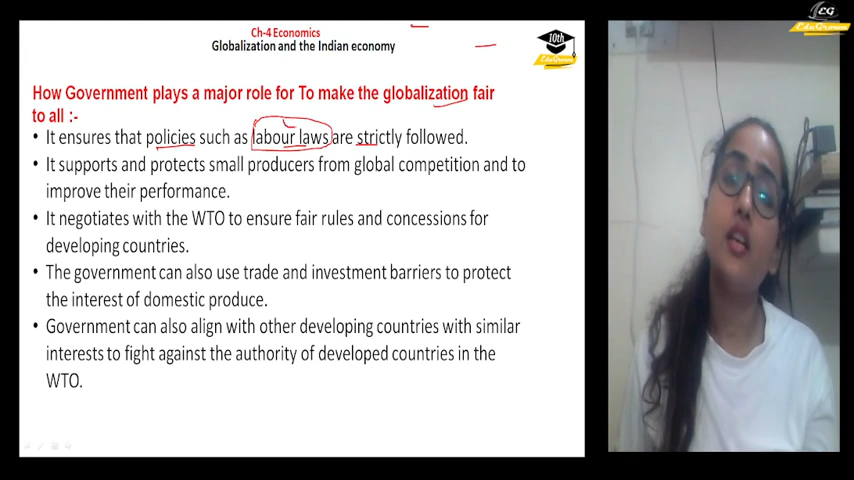 Ch-4 Economics
Globalization and the Indian economy
10th
EduGrown
CG
EduGrown
How Government plays a major role for To make the globalization fair
to all :-
• It ensures that policies such as labour laws are strictly followed.
• It supports and protects small producers from global competition and to
improve their performance.
• It negotiates with the WTO to ensure fair rules and concessions for
developing countries.
• The government can also use trade and investment barriers to protect
the interest of domestic produce.
• Government can also align with other developing countries with similar
interests to fight against the authority of developed countries in the
WTO.